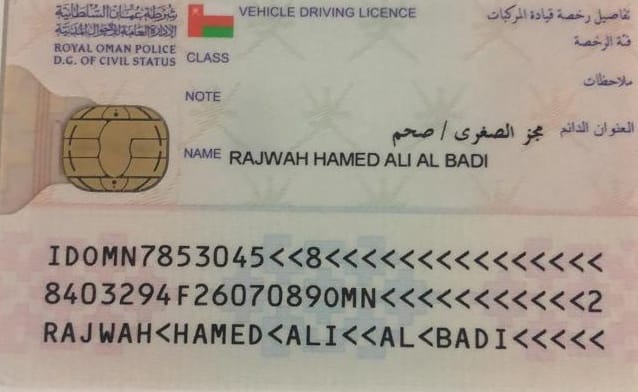 شرطة عمان السلطانية
الإدارة العامة للأحوال المدنية
ROYAL OMAN POLICE
D.G. OF CIVIL STATUS
VEHICLE DRIVING LICENCE تفاصيل رخصة قيادة المركبات
CLASS فئة الرخصة
NOTE ملاحظات
العنوان الدائم مجز الصغرى / صحم
NAME RAJWAH HAMED ALI AL BADI
IDOMN7853045<<8<<<<<<<<<<<<<<<
8403294F2607089OMN<<<<<<<<<<<2
RAJWAH<HAMED<ALI<<AL<BADI<<<<<